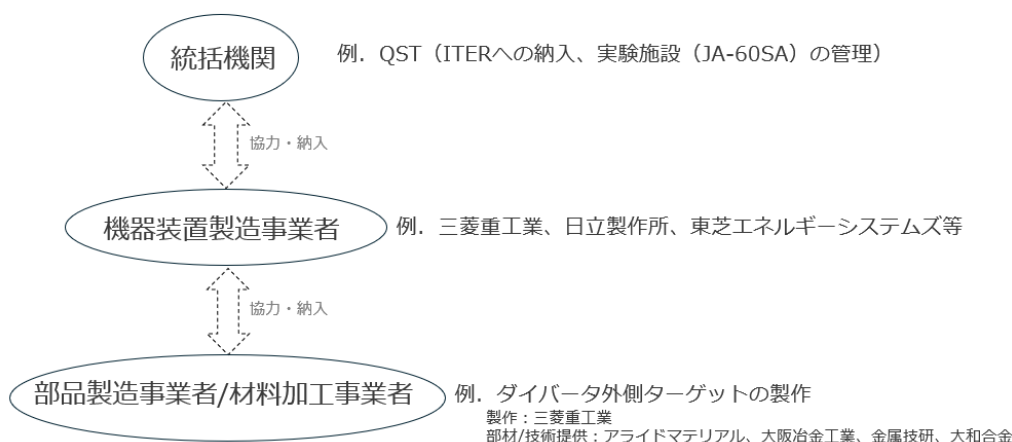 統括機関
例．QST（ITERへの納入、実験施設（JA-60SA）の管理）
協力・納入
機器装置製造事業者
例．三菱重工業、日立製作所、東芝エネルギーシステムズ等
協力・納入
部品製造事業者/材料加工事業者
例．ダイバータ外側ターゲットの製作
製作：三菱重工業
部材/技術提供：アライドマテリアル、大阪冶金工業、金属技研、大和合金